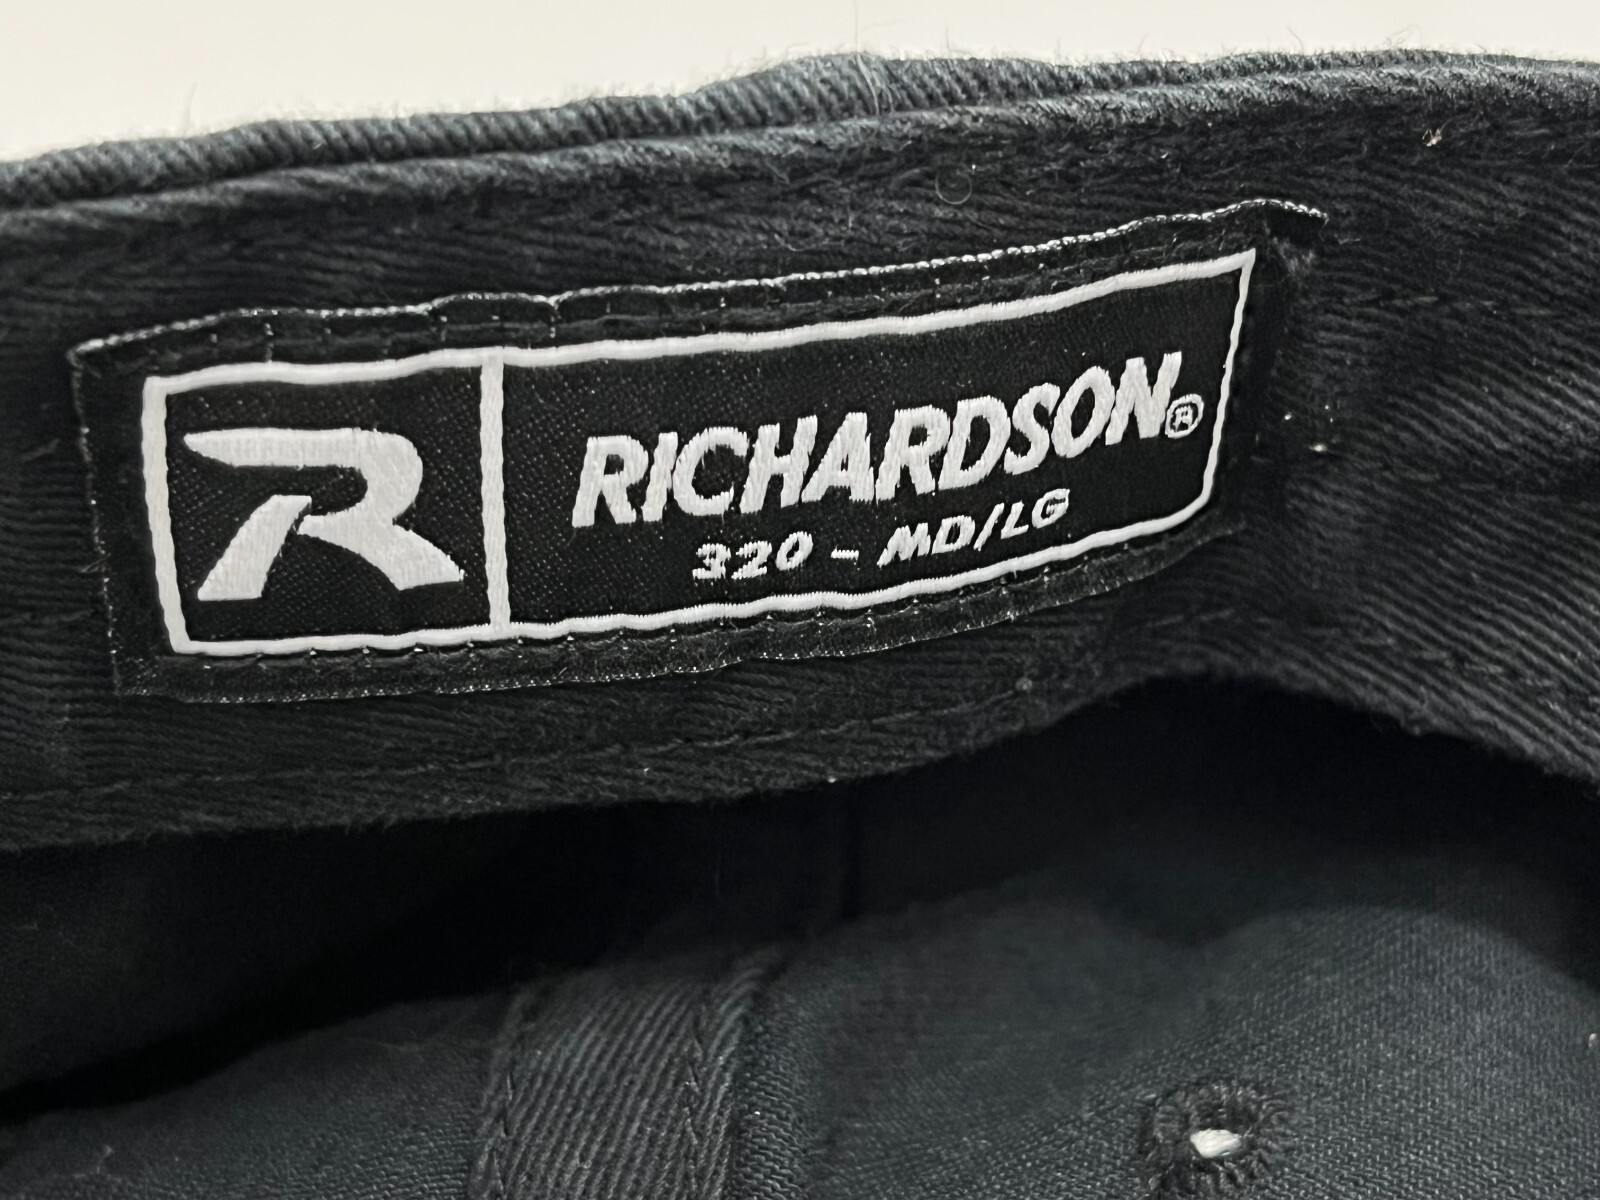 R
RICHARDSON®
320 - MD/LG